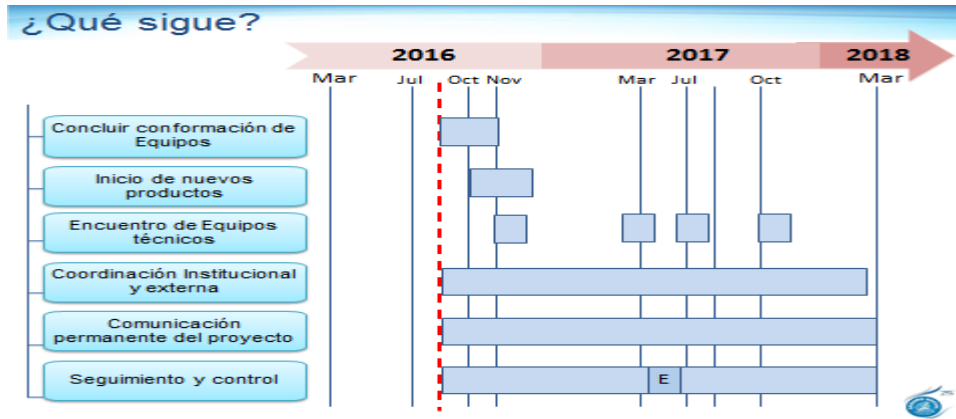 ¿Qué sigue?
2016 2017 2018
Mar Jul Oct Nov Mar Jul Oct Mar
Concluir conformación de
Equipos
Inicio de nuevos
productos
Encuentro de Equipos
técnicos
Coordinación Institucional
y externa
Comunicación
permanente del proyecto
Seguimiento y control
E